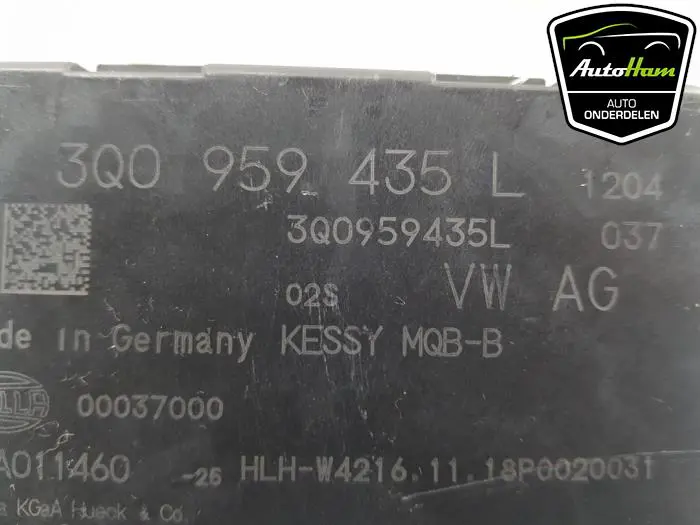 AutoHam
AUTO
ONDERDELEN
3Q0 959 435 L 1204
3Q0959435L 037
02S VW AG
de in Germany KESSY MQB-B
LLA 00037000
A011460 -26 HLH-W4216.11.18P0020031
a KGaA Hueck & Co.